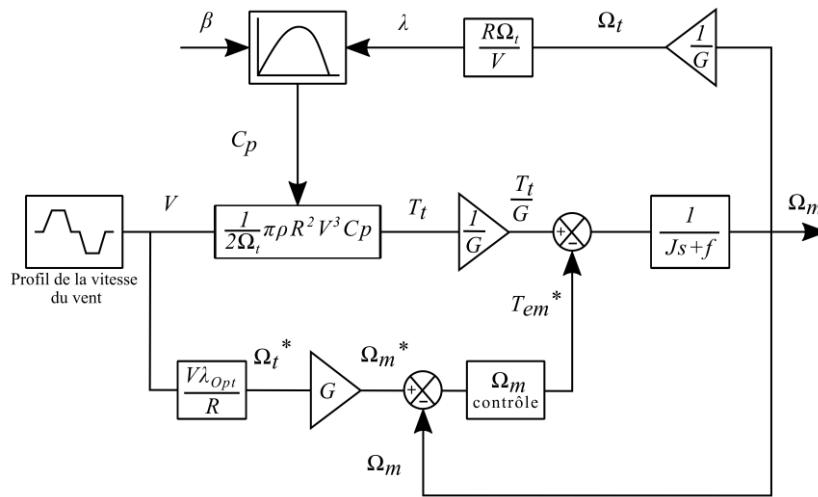 β
λ
RΩt
V
Ωt
1
G
Cp
V
1
2Ωt
πρR²V³Cp
Tt
1
G
Tt
G
+
-
1
Js+f
Ωm
Profil de la vitesse
du vent
Tem*
VλOpt
R
Ωt*
G
Ωm*
+
-
Ωm
contrôle
Ωm